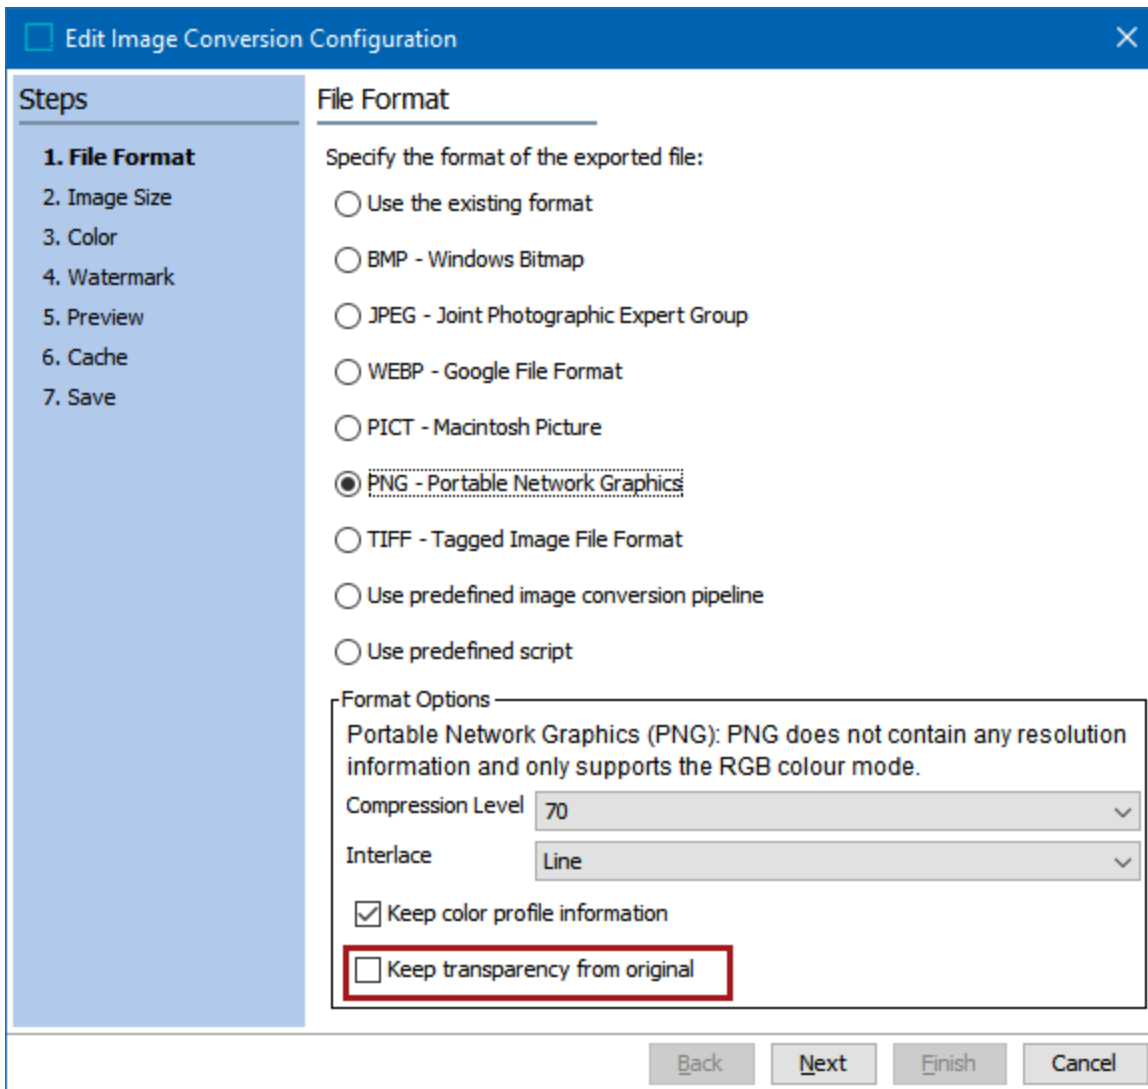 Edit Image Conversion Configuration
Steps
1. File Format
2. Image Size
3. Color
4. Watermark
5. Preview
6. Cache
7. Save
File Format
Specify the format of the exported file:
Use the existing format
BMP - Windows Bitmap
JPEG - Joint Photographic Expert Group
WEBP - Google File Format
PICT - Macintosh Picture
PNG - Portable Network Graphics
TIFF - Tagged Image File Format
Use predefined image conversion pipeline
Use predefined script
Format Options
Portable Network Graphics (PNG): PNG does not contain any resolution
information and only supports the RGB colour mode.
Compression Level 70
Interlace Line
Keep color profile information
Keep transparency from original
Back Next Finish Cancel